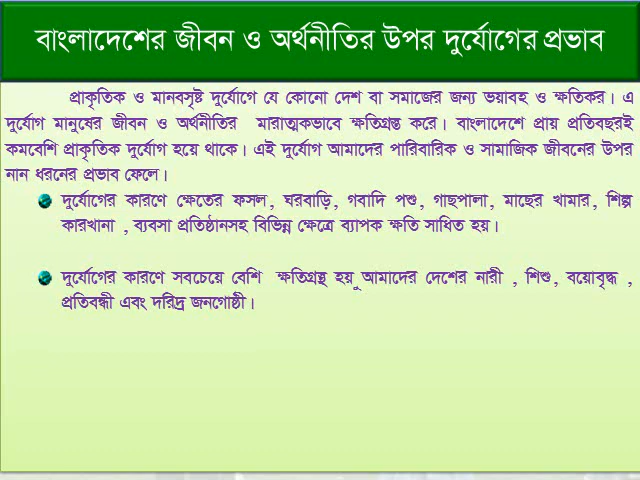 বাংলাদেশের জীবন ও অর্থনীতির উপর দুর্যোগের প্রভাব
প্রাকৃতিক ও মানবসৃষ্ট দুর্যোগে যে কোনো দেশ বা সমাজের জন্য ভয়াবহ ও ক্ষতিকর। এ
দুর্যোগ মানুষের জীবন ও অর্থনীতির মারাত্মকভাবে ক্ষতিগ্রস্ত করে। বাংলাদেশে প্রায় প্রতিবছরই
কমবেশি প্রাকৃতিক দুর্যোগ হয়ে থাকে। এই দুর্যোগ আমাদের পারিবারিক ও সামাজিক জীবনের উপর
নান ধরনের প্রভাব ফেলে।
দুর্যোগের কারণে ক্ষেতের ফসল, ঘরবাড়ি, গবাদি পশু, গাছপালা, মাছের খামার, শিল্প
কারখানা , ব্যবসা প্রতিষ্ঠানসহ বিভিন্ন ক্ষেত্রে ব্যাপক ক্ষতি সাধিত হয়।
দুর্যোগের কারণে সবচেয়ে বেশি ক্ষতিগ্রস্থ হয় আমাদের দেশের নারী , শিশু, বয়োবৃদ্ধ ,
প্রতিবন্ধী এবং দরিদ্র জনগোষ্ঠী।